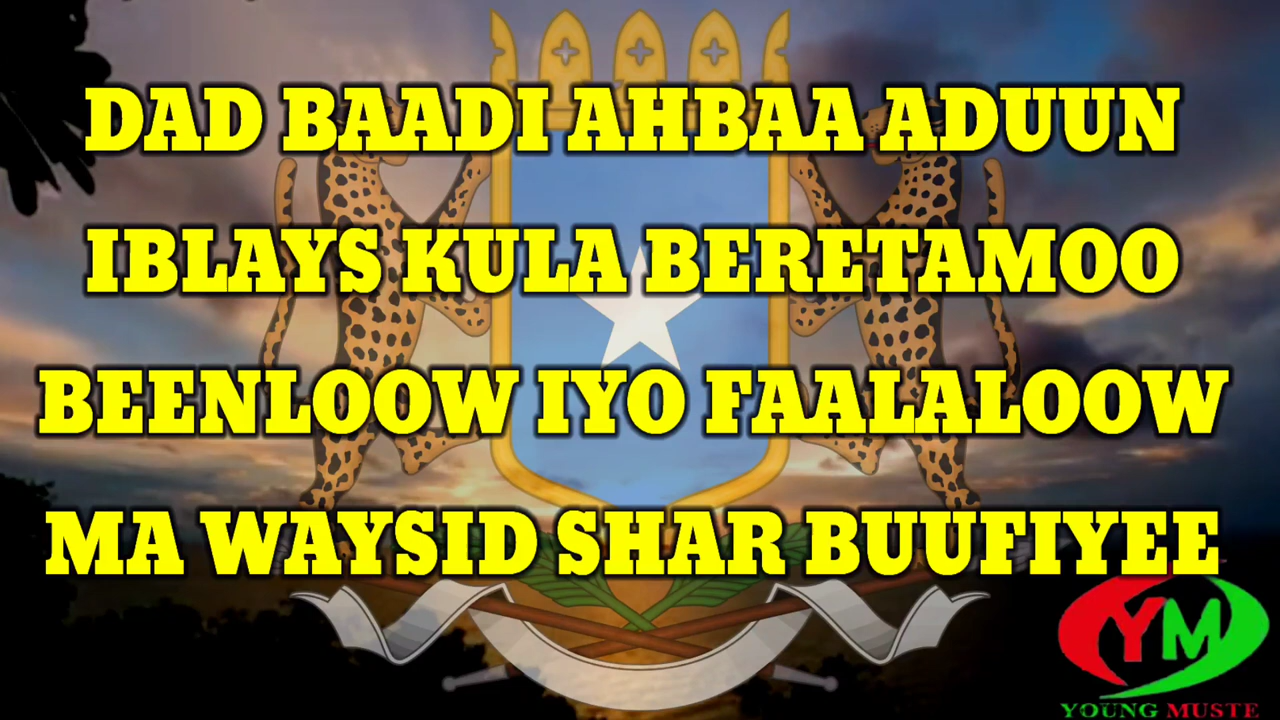 DAD BAADI AHBAA ADUUN
IBLAYS KULA BERETAMOO
BEENLOOW IYO FAALALOOW
MA WAYSID SHAR BUUFIYEE
YM
YOUNG MUSTE